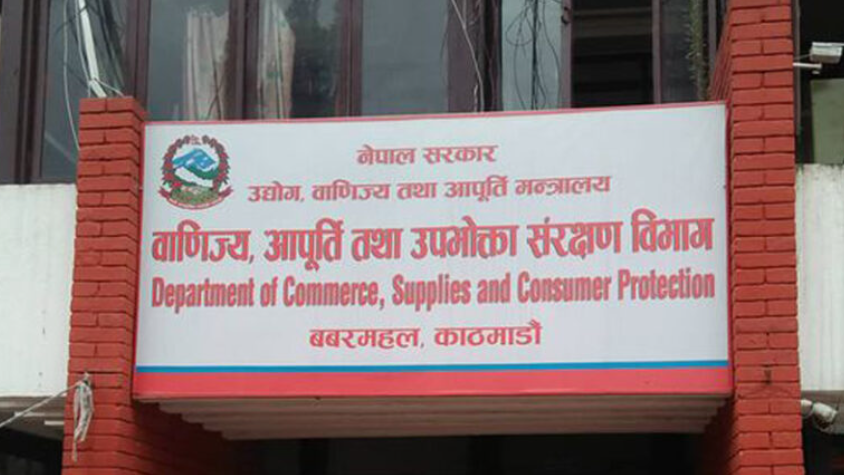 नेपाल सरकार
उद्योग, वाणिज्य तथा आपूर्ति मन्त्रालय
वाणिज्य, आपूर्ति तथा उपभोक्ता संरक्षण विभाग
Department of Commerce, Supplies and Consumer Protection
बबरमहल, काठमाडौं